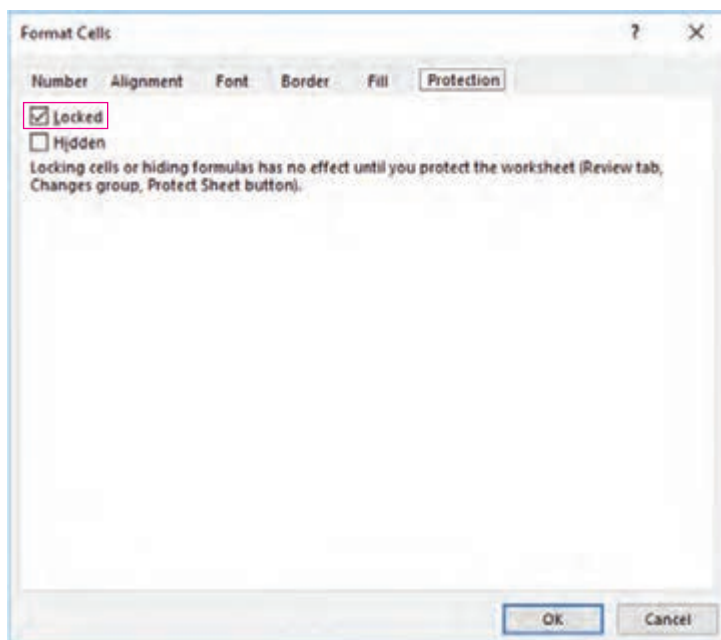 Format Cells ? ×
Number Alignment Font Border Fill Protection
Locked
Hidden
Locking cells or hiding formulas has no effect until you protect the worksheet (Review tab,
Changes group, Protect Sheet button).
OK Cancel